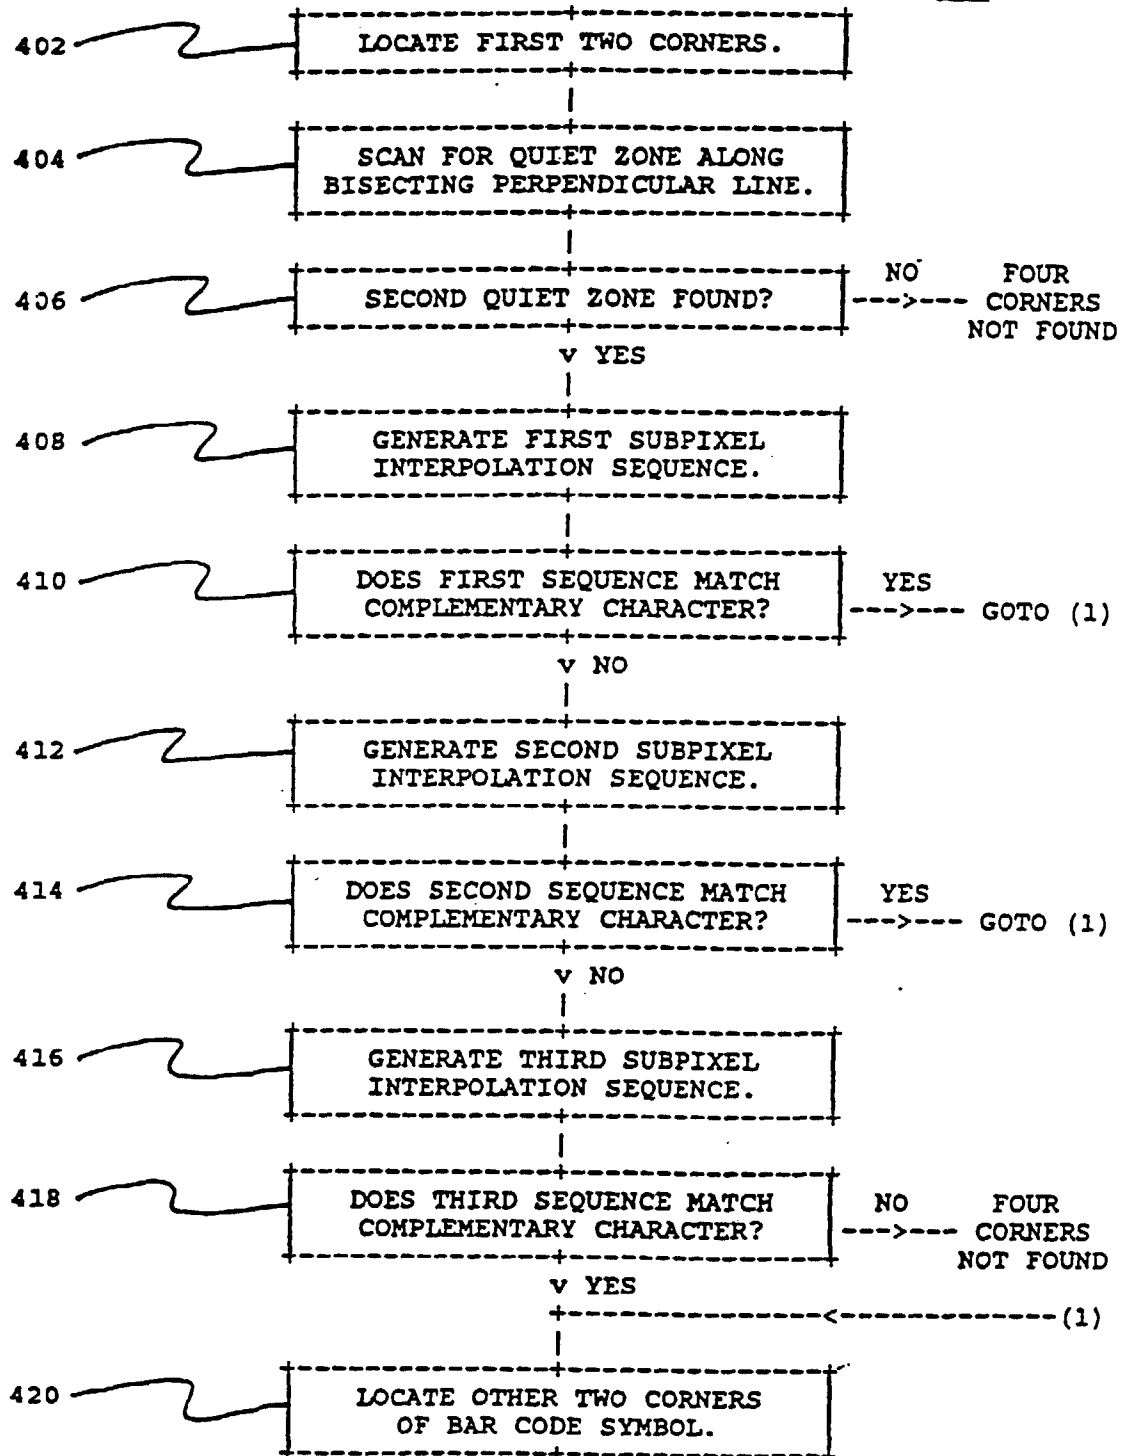 402 LOCATE FIRST TWO CORNERS.
404 SCAN FOR QUIET ZONE ALONG
BISECTING PERPENDICULAR LINE.
406 SECOND QUIET ZONE FOUND?
NO FOUR
CORNERS
NOT FOUND
v YES
408 GENERATE FIRST SUBPIXEL
INTERPOLATION SEQUENCE.
410 DOES FIRST SEQUENCE MATCH
COMPLEMENTARY CHARACTER?
YES
GOTO (1)
v NO
412 GENERATE SECOND SUBPIXEL
INTERPOLATION SEQUENCE.
414 DOES SECOND SEQUENCE MATCH
COMPLEMENTARY CHARACTER?
YES
GOTO (1)
v NO
416 GENERATE THIRD SUBPIXEL
INTERPOLATION SEQUENCE.
418 DOES THIRD SEQUENCE MATCH
COMPLEMENTARY CHARACTER?
NO FOUR
CORNERS
NOT FOUND
v YES
(1)
420 LOCATE OTHER TWO CORNERS
OF BAR CODE SYMBOL.